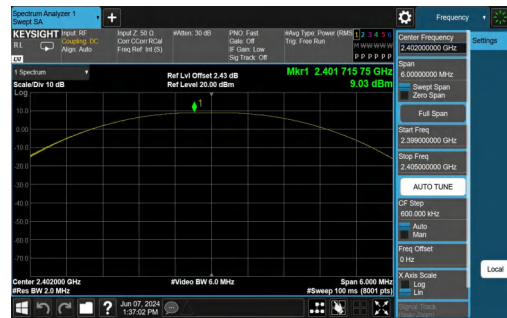 Spectrum Analyzer 1
Swept SA
Frequency
KEYSIGHT
RL
Input: RF
Coupling: DC
Align: Auto
Input Z: 50 Ω
Corr CCorr RCal
Freq Ref: Int (S)
#Atten: 30 dB
PNO: Fast
Gate: Off
IF Gain: Low
Sig Track: Off
#Avg Type: Power (RMS
Trig: Free Run
1 2 3 4 5 6
M W W W W W
P P P P P P
LXI
1 Spectrum
Scale/Div 10 dB
Log
Ref Lvl Offset 2.43 dB
Ref Level 20.00 dBm
Mkr1 2.401 715 75 GHz
9.03 dBm
1
10.0
0.00
-10.0
-20.0
-30.0
-40.0
-50.0
-60.0
-70.0
Center 2.402000 GHz
#Res BW 2.0 MHz
#Video BW 6.0 MHz
Span 6.000 MHz
#Sweep 100 ms (8001 pts)
Jun 07, 2024
1:37:02 PM
Center Frequency
2.402000000 GHz
Settings
Span
6.00000000 MHz
Swept Span
Zero Span
Full Span
Start Freq
2.399000000 GHz
Stop Freq
2.405000000 GHz
AUTO TUNE
CF Step
600.000 kHz
Auto
Man
Freq Offset
0 Hz
X Axis Scale
Log
Lin
Local
Signal Track